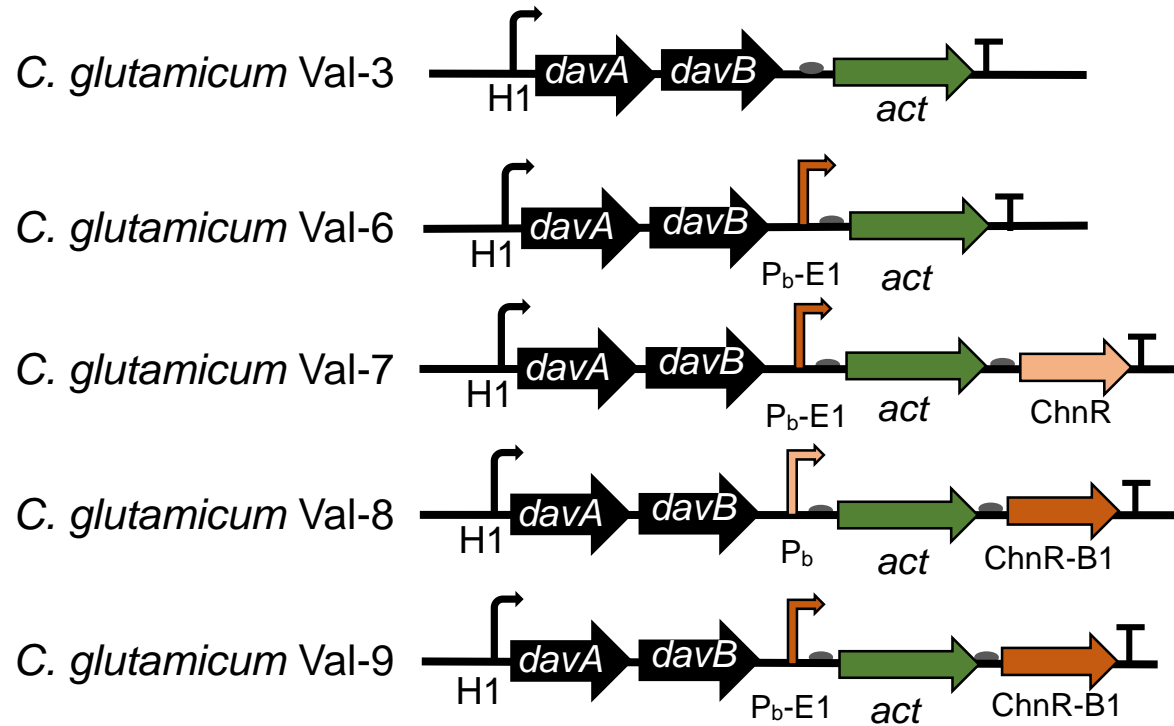 C. glutamicum Val-3
davA davB
H1
act
C. glutamicum Val-6
davA davB
H1
Pb-E1
act
C. glutamicum Val-7
davA davB
H1
Pb-E1
act
ChnR
C. glutamicum Val-8
davA davB
H1
Pb
act
ChnR-B1
C. glutamicum Val-9
davA davB
H1
Pb-E1
act
ChnR-B1